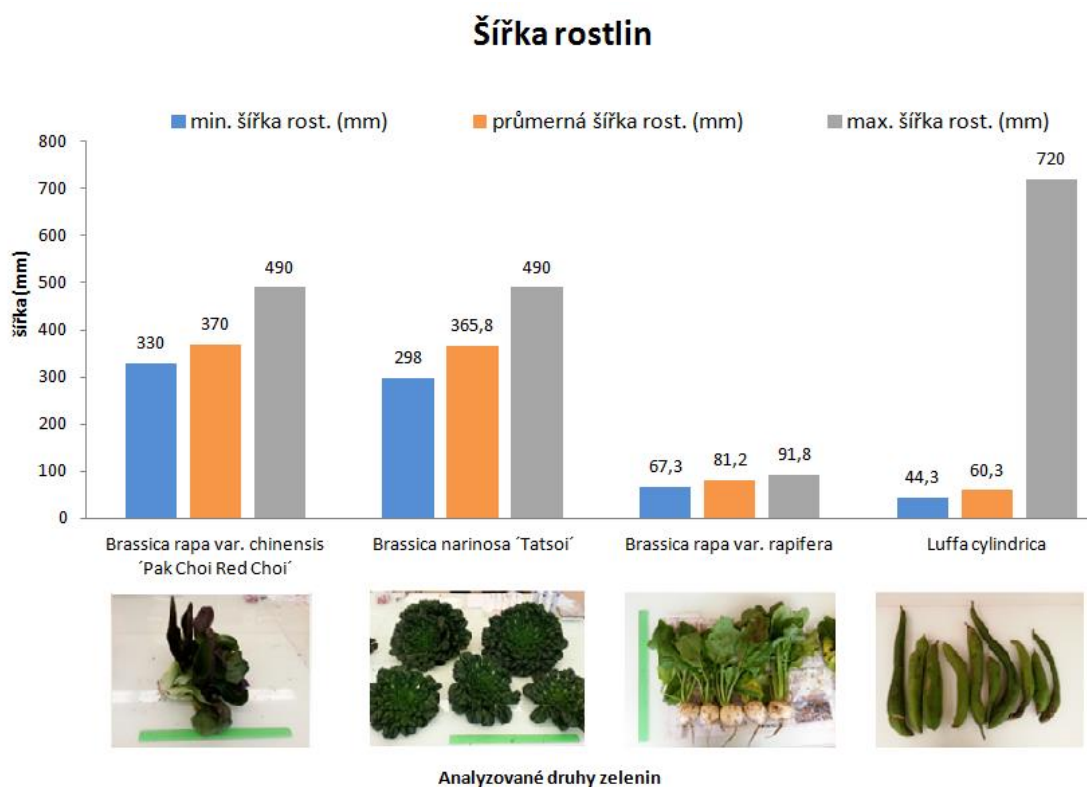 Šířka rostlin
min. šířka rost. (mm)
průmerná šířka rost. (mm)
max. šířka rost. (mm)
šířka (mm)
800
700
600
500
400
300
200
100
0
330
370
490
298
365,8
490
67,3
81,2
91,8
44,3
60,3
720
Brassica rapa var. chinensis
´Pak Choi Red Choi´
Brassica narinosa ´Tatsoi´
Brassica rapa var. rapifera
Luffa cylindrica
Analyzované druhy zelenin